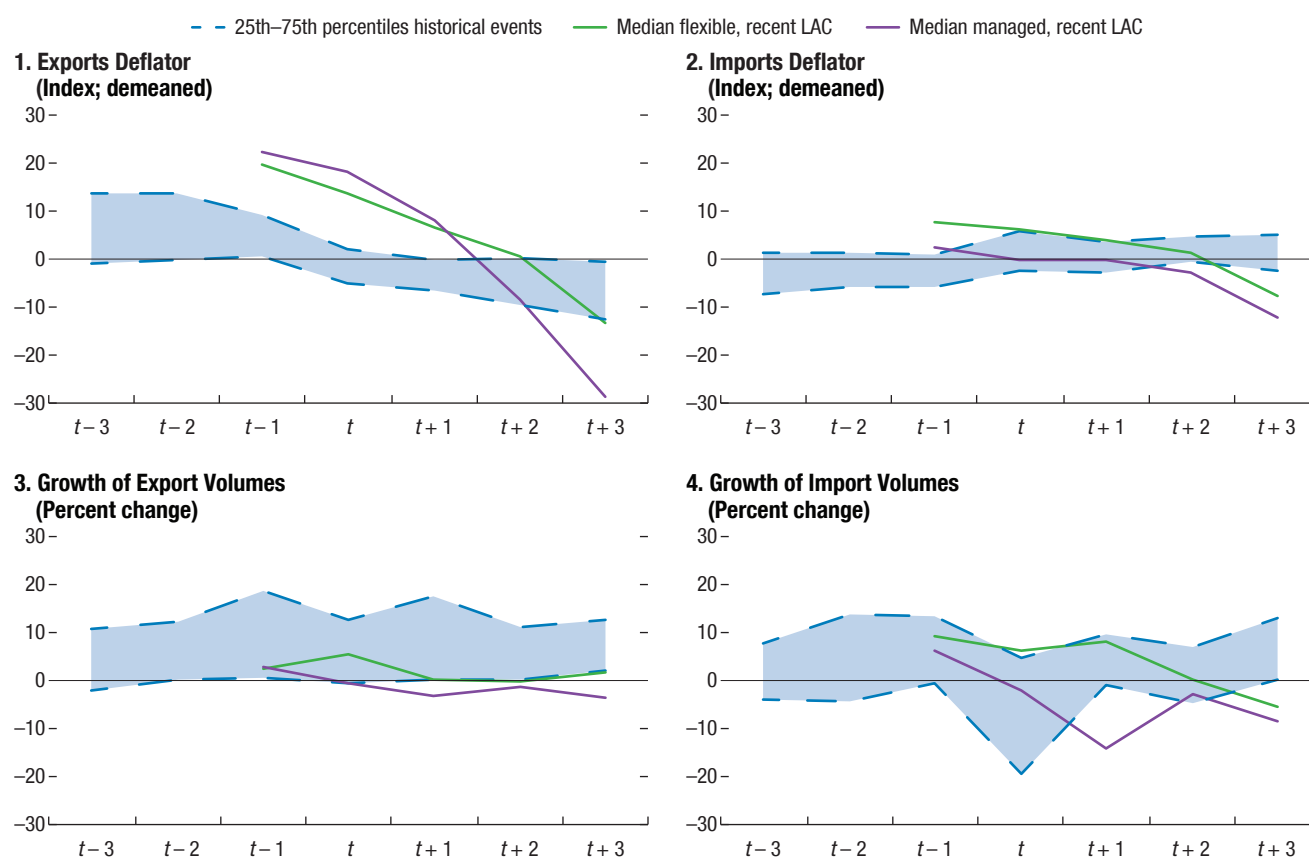 25th–75th percentiles historical events Median flexible, recent LAC Median managed, recent LAC
1. Exports Deflator
(Index; demeaned)
30
20
10
0
–10
–20
–30
t – 3 t – 2 t – 1 t t + 1 t + 2 t + 3
2. Imports Deflator
(Index; demeaned)
30
20
10
0
–10
–20
–30
t – 3 t – 2 t – 1 t t + 1 t + 2 t + 3
3. Growth of Export Volumes
(Percent change)
30
20
10
0
–10
–20
–30
t – 3 t – 2 t – 1 t t + 1 t + 2 t + 3
4. Growth of Import Volumes
(Percent change)
30
20
10
0
–10
–20
–30
t – 3 t – 2 t – 1 t t + 1 t + 2 t + 3